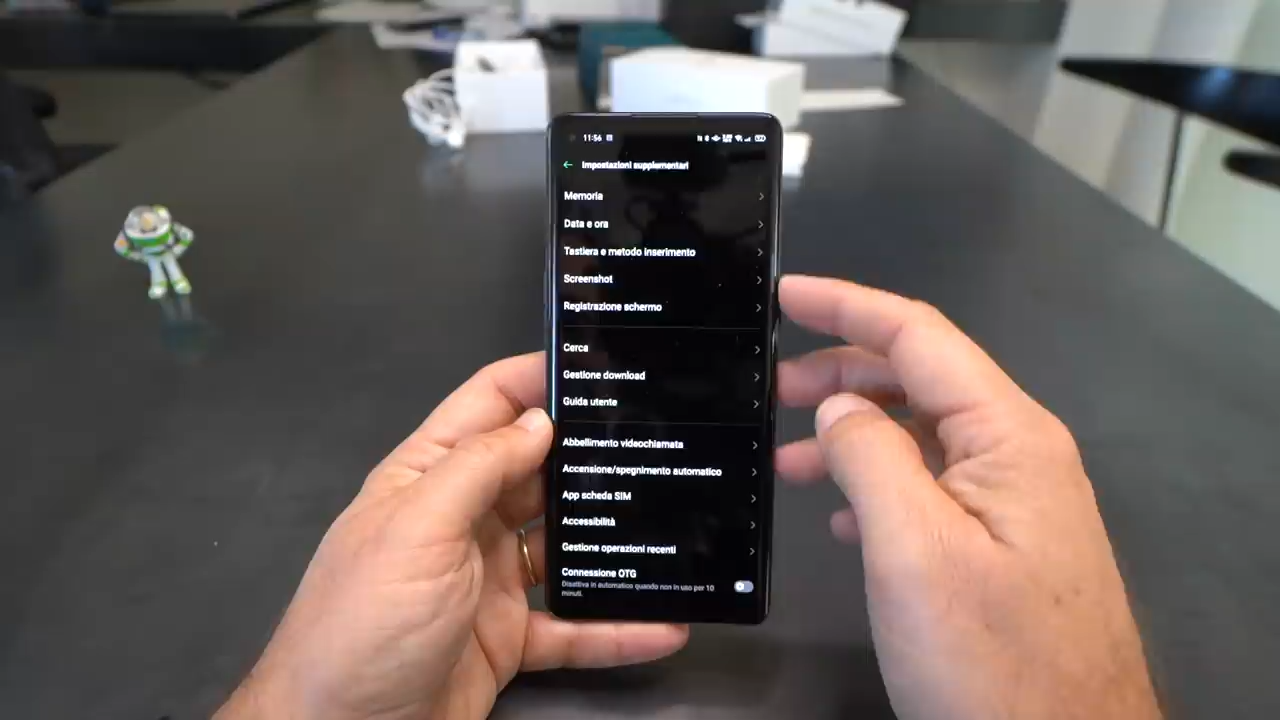 11:56
Impostazioni supplementari
Memoria
Data e ora
Tastiera e metodo inserimento
Screenshot
Registrazione schermo
Cerca
Gestione download
Guida utente
Abbellimento videochiamata
Accensione/spegnimento automatico
App scheda SIM
Accessibilità
Gestione operazioni recenti
Connessione OTG
Disattiva in automatico quando non in uso per 10
minuti.